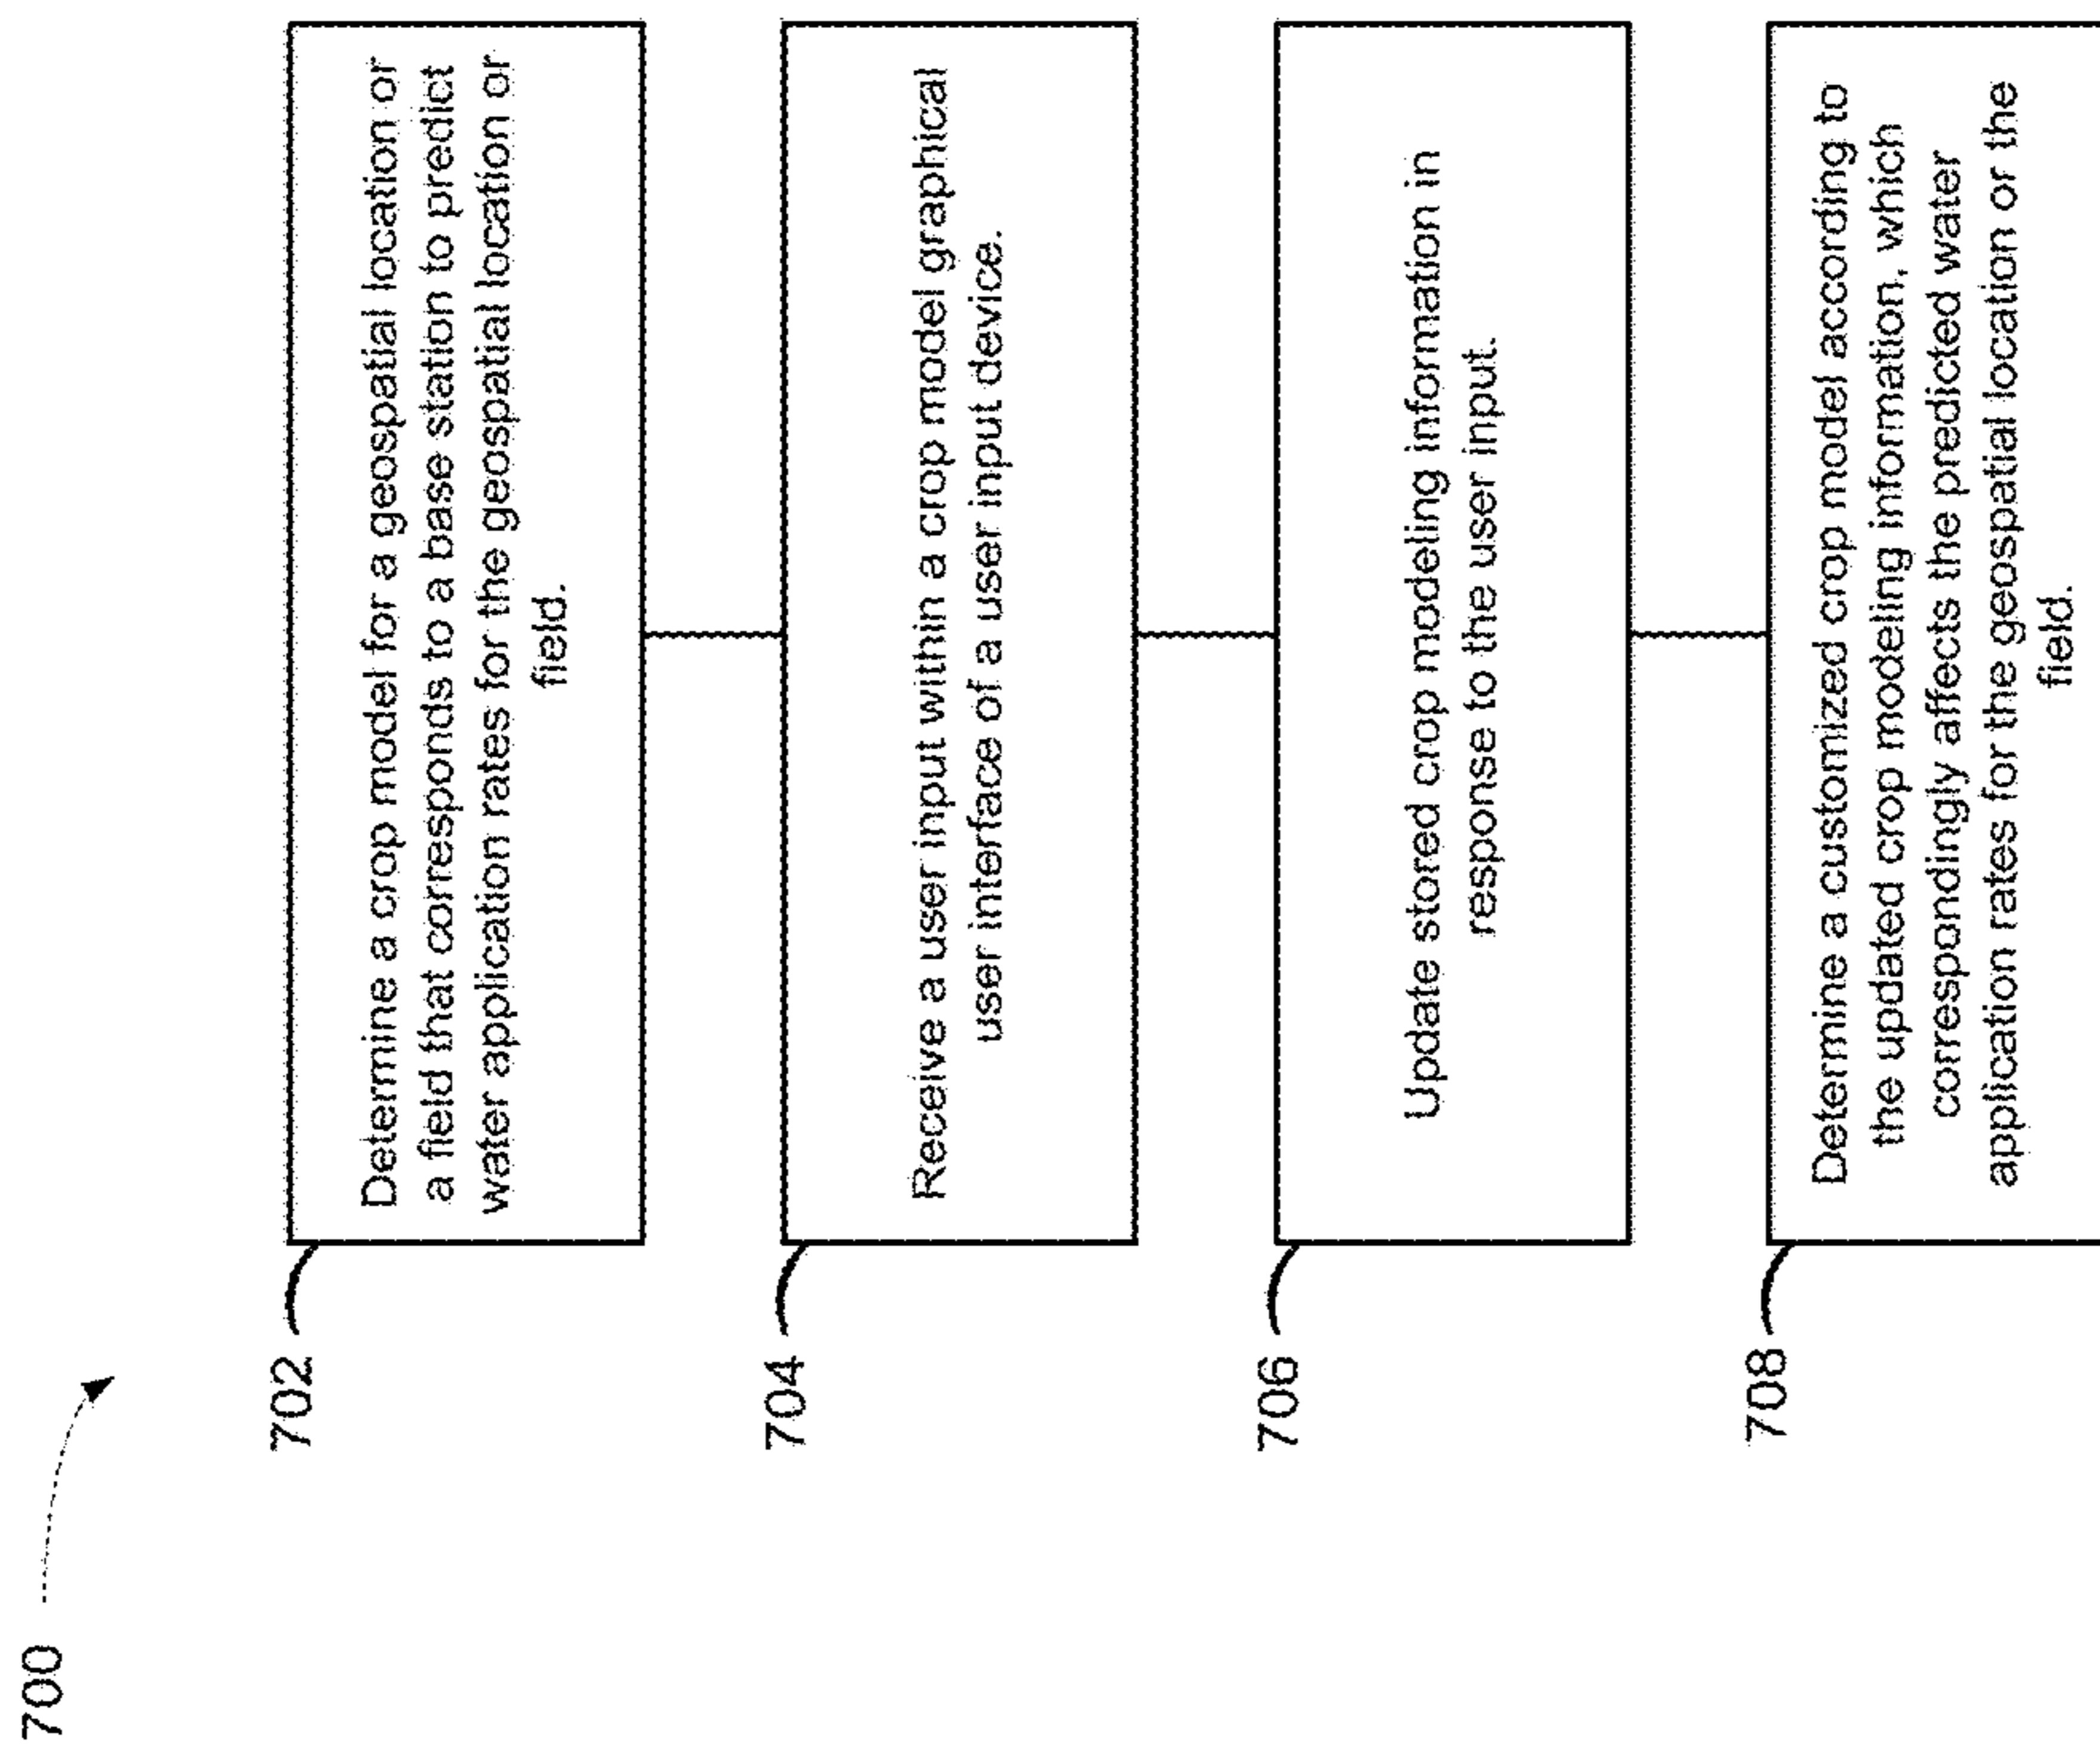 700
702
Determine a crop model for a geospatial location or
a field that corresponds to a base station to predict
water application rates for the geospatial location or
field.
704
Receive a user input within a crop model graphical
user interface of a user input device.
706
Update stored crop modeling information in
response to the user input.
708
Determine a customized crop model according to
the updated crop modeling information, which
correspondingly affects the predicted water
application rates for the geospatial location or the
field.